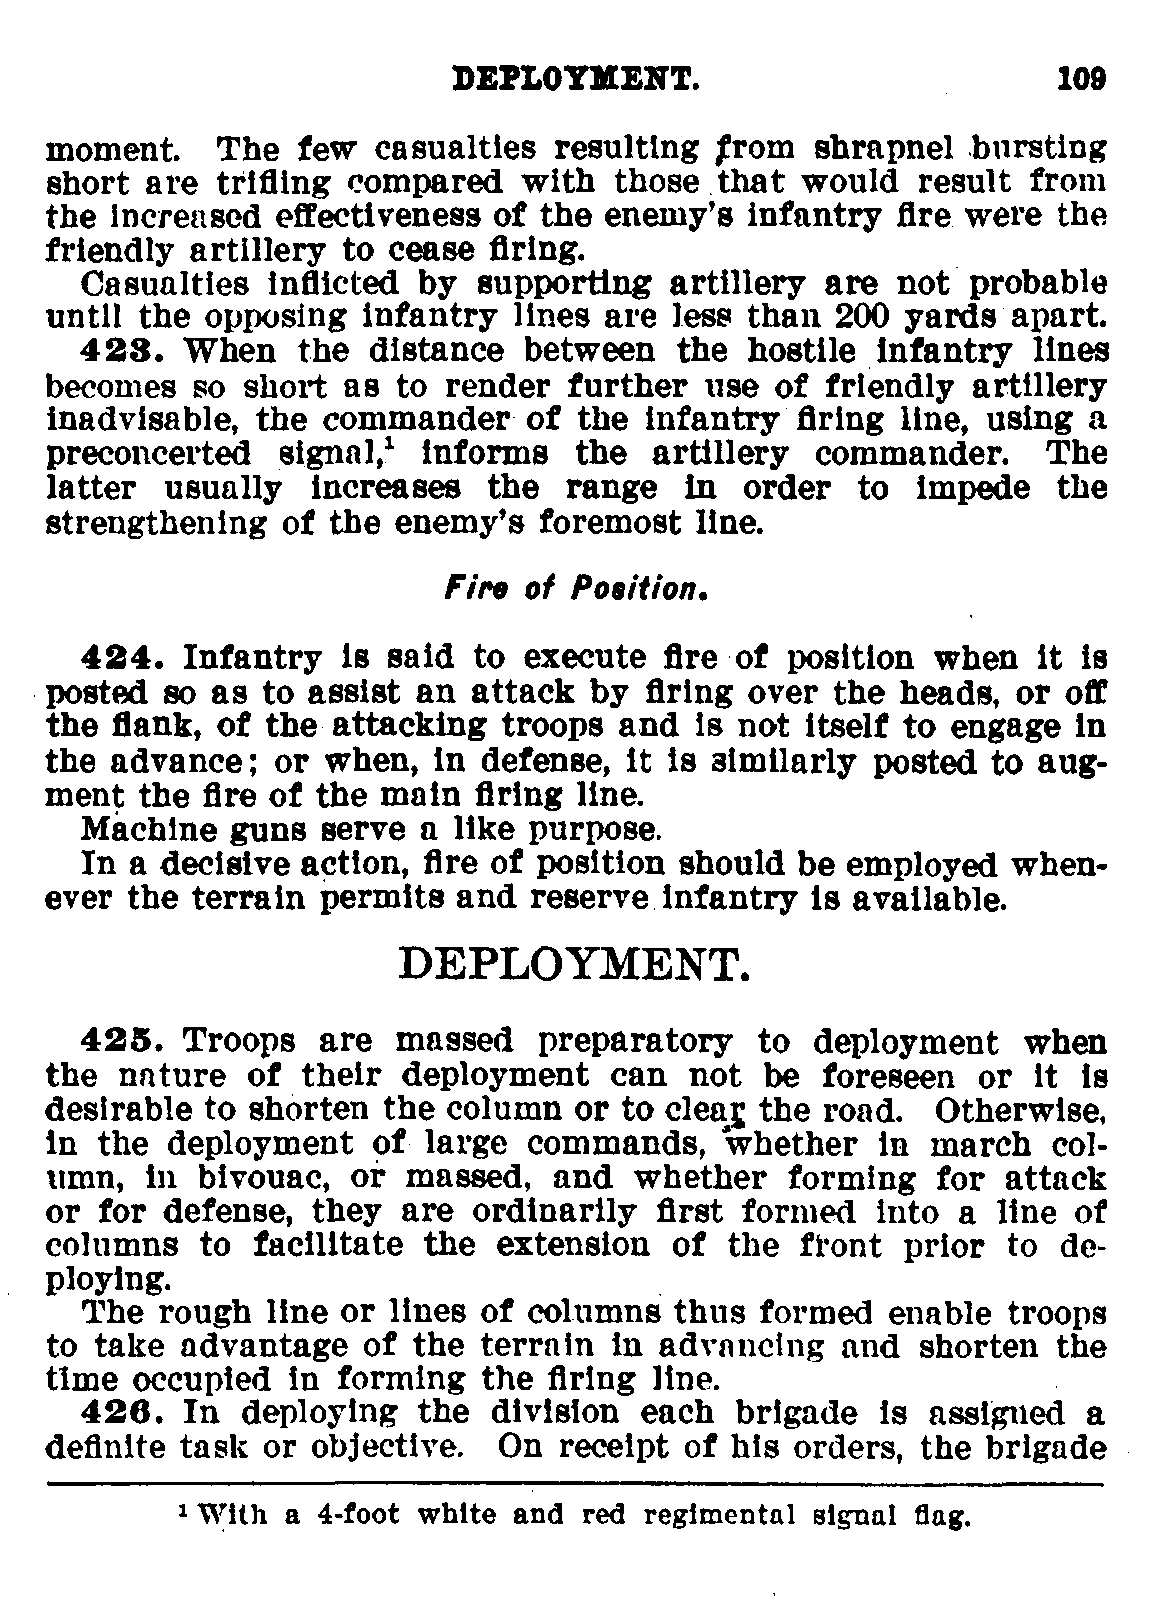 DEPLOYMENT. 109
moment. The few casualties resulting from shrapnel bursting
short are trifling compared with those that would result from
the increased effectiveness of the enemy's infantry fire were the
friendly artillery to cease firing.
Casualties inflicted by supporting artillery are not probable
until the opposing infantry lines are less than 200 yards apart.
423. When the distance between the hostile infantry lines
becomes so short as to render further use of friendly artillery
inadvisable, the commander of the infantry firing line, using a
preconcerted signal,¹ informs the artillery commander. The
latter usually increases the range in order to impede the
strengthening of the enemy's foremost line.
Fire of Position.
424. Infantry is said to execute fire of position when it is
posted so as to assist an attack by firing over the heads, or off
the flank, of the attacking troops and is not itself to engage in
the advance; or when, in defense, it is similarly posted to aug-
ment the fire of the main firing line.
Machine guns serve a like purpose.
In a decisive action, fire of position should be employed when-
ever the terrain permits and reserve infantry is available.
DEPLOYMENT.
425. Troops are massed preparatory to deployment when
the nature of their deployment can not be foreseen or it is
desirable to shorten the column or to clear the road. Otherwise,
in the deployment of large commands, whether in march col-
umn, in bivouac, or massed, and whether forming for attack
or for defense, they are ordinarily first formed into a line of
columns to facilitate the extension of the front prior to de-
ploying.
The rough line or lines of columns thus formed enable troops
to take advantage of the terrain in advancing and shorten the
time occupied in forming the firing line.
426. In deploying the division each brigade is assigned a
definite task or objective. On receipt of his orders, the brigade
¹ With a 4-foot white and red regimental signal flag.